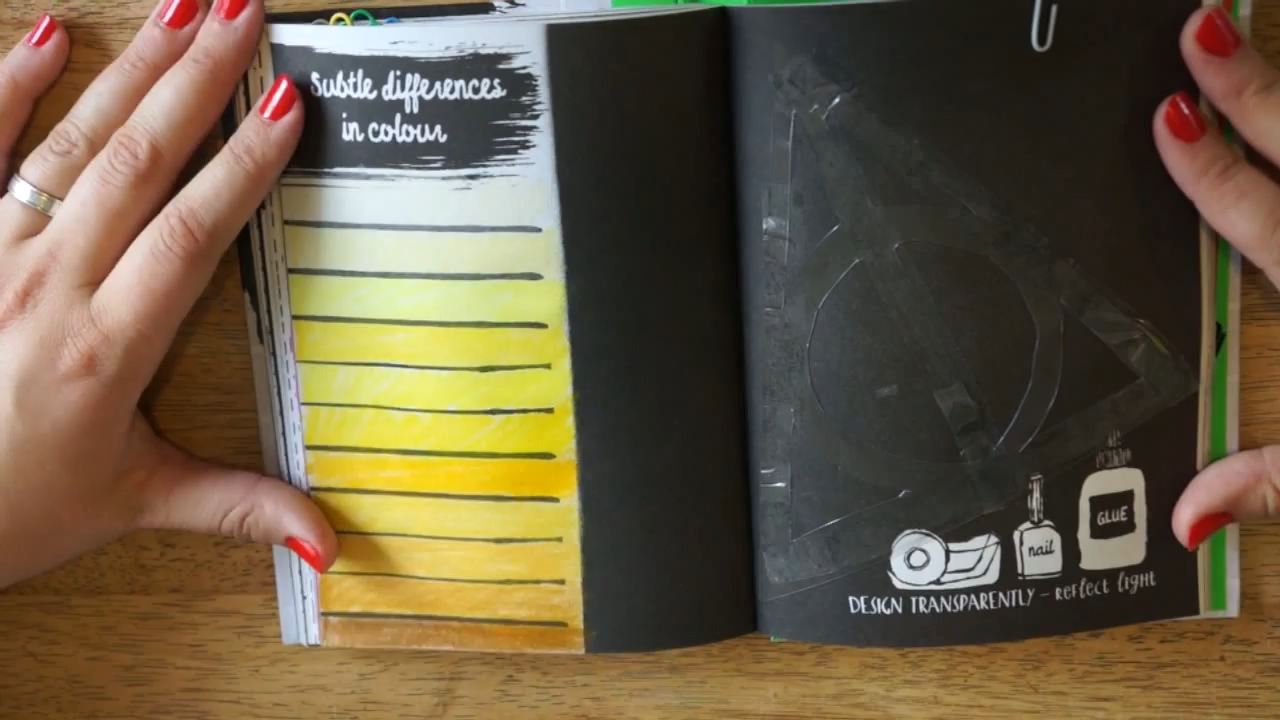 Subtle differences
in colour
GLUE
nail
DESIGN TRANSPARENTLY – REFLECT LIGHT